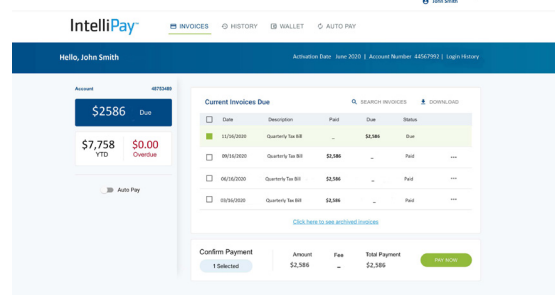 John Smith
IntelliPay
INVOICES HISTORY WALLET AUTO PAY
Hello, John Smith
Activation Date June 2020 | Account Number 44567992 | Login History
Account 48753489
$2586 Due
$7,758 YTD
$0.00 Overdue
Auto Pay
Current Invoices Due
SEARCH INVOICES DOWNLOAD
Date Description Paid Due Status
11/16/2020 Quarterly Tax Bill _ $2,586 Due
09/16/2020 Quarterly Tax Bill $2,586 _ Paid ...
06/16/2020 Quarterly Tax Bill $2,586 _ Paid ...
03/16/2020 Quarterly Tax Bill $2,586 _ Paid ...
Click here to see archived invoices
Confirm Payment
1 Selected
Amount Fee Total Payment
$2,586 _ $2,586
PAY NOW